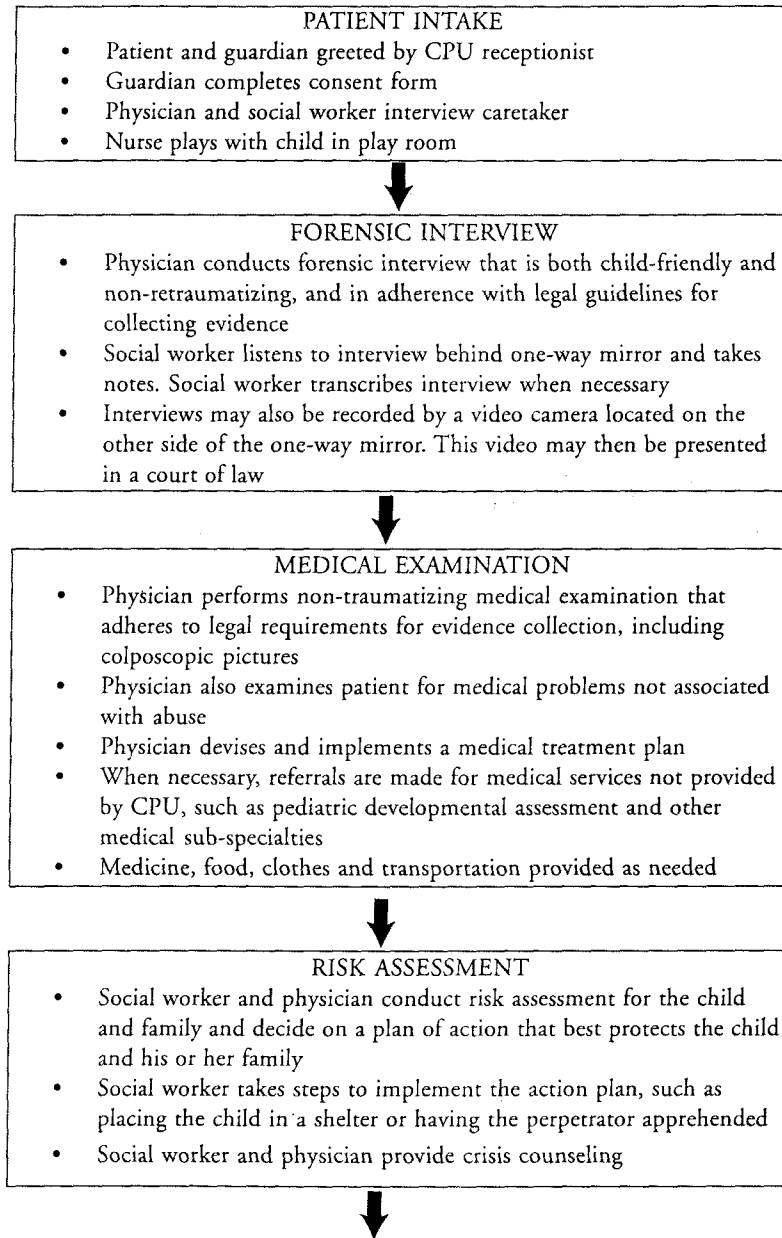 PATIENT INTAKE
• Patient and guardian greeted by CPU receptionist
• Guardian completes consent form
• Physician and social worker interview caretaker
• Nurse plays with child in play room
FORENSIC INTERVIEW
• Physician conducts forensic interview that is both child-friendly and
non-retraumatizing, and in adherence with legal guidelines for
collecting evidence
• Social worker listens to interview behind one-way mirror and takes
notes. Social worker transcribes interview when necessary
• Interviews may also be recorded by a video camera located on the
other side of the one-way mirror. This video may then be presented
in a court of law
MEDICAL EXAMINATION
• Physician performs non-traumatizing medical examination that
adheres to legal requirements for evidence collection, including
colposcopic pictures
• Physician also examines patient for medical problems not associated
with abuse
• Physician devises and implements a medical treatment plan
• When necessary, referrals are made for medical services not provided
by CPU, such as pediatric developmental assessment and other
medical sub-specialties
• Medicine, food, clothes and transportation provided as needed
RISK ASSESSMENT
• Social worker and physician conduct risk assessment for the child
and family and decide on a plan of action that best protects the child
and his or her family
• Social worker takes steps to implement the action plan, such as
placing the child in a shelter or having the perpetrator apprehended
• Social worker and physician provide crisis counseling